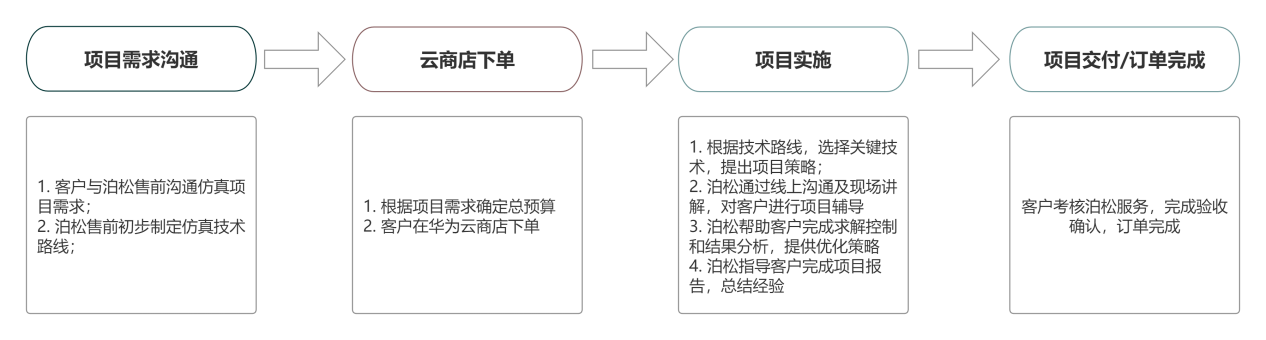 项目需求沟通
云商店下单
项目实施
项目交付/订单完成
1. 客户与泊松售前沟通仿真项
目需求；
2. 泊松售前初步制定仿真技术
路线；
1. 根据项目需求确定总预算
2. 客户在华为云商店下单
1. 根据技术路线，选择关键技
术，提出项目策略；
2. 泊松通过线上沟通及现场讲
解，对客户进行项目辅导
3. 泊松帮助客户完成求解控制
和结果分析，提供优化策略
4. 泊松指导客户完成项目报
告，总结经验
客户考核泊松服务，完成验收
确认，订单完成